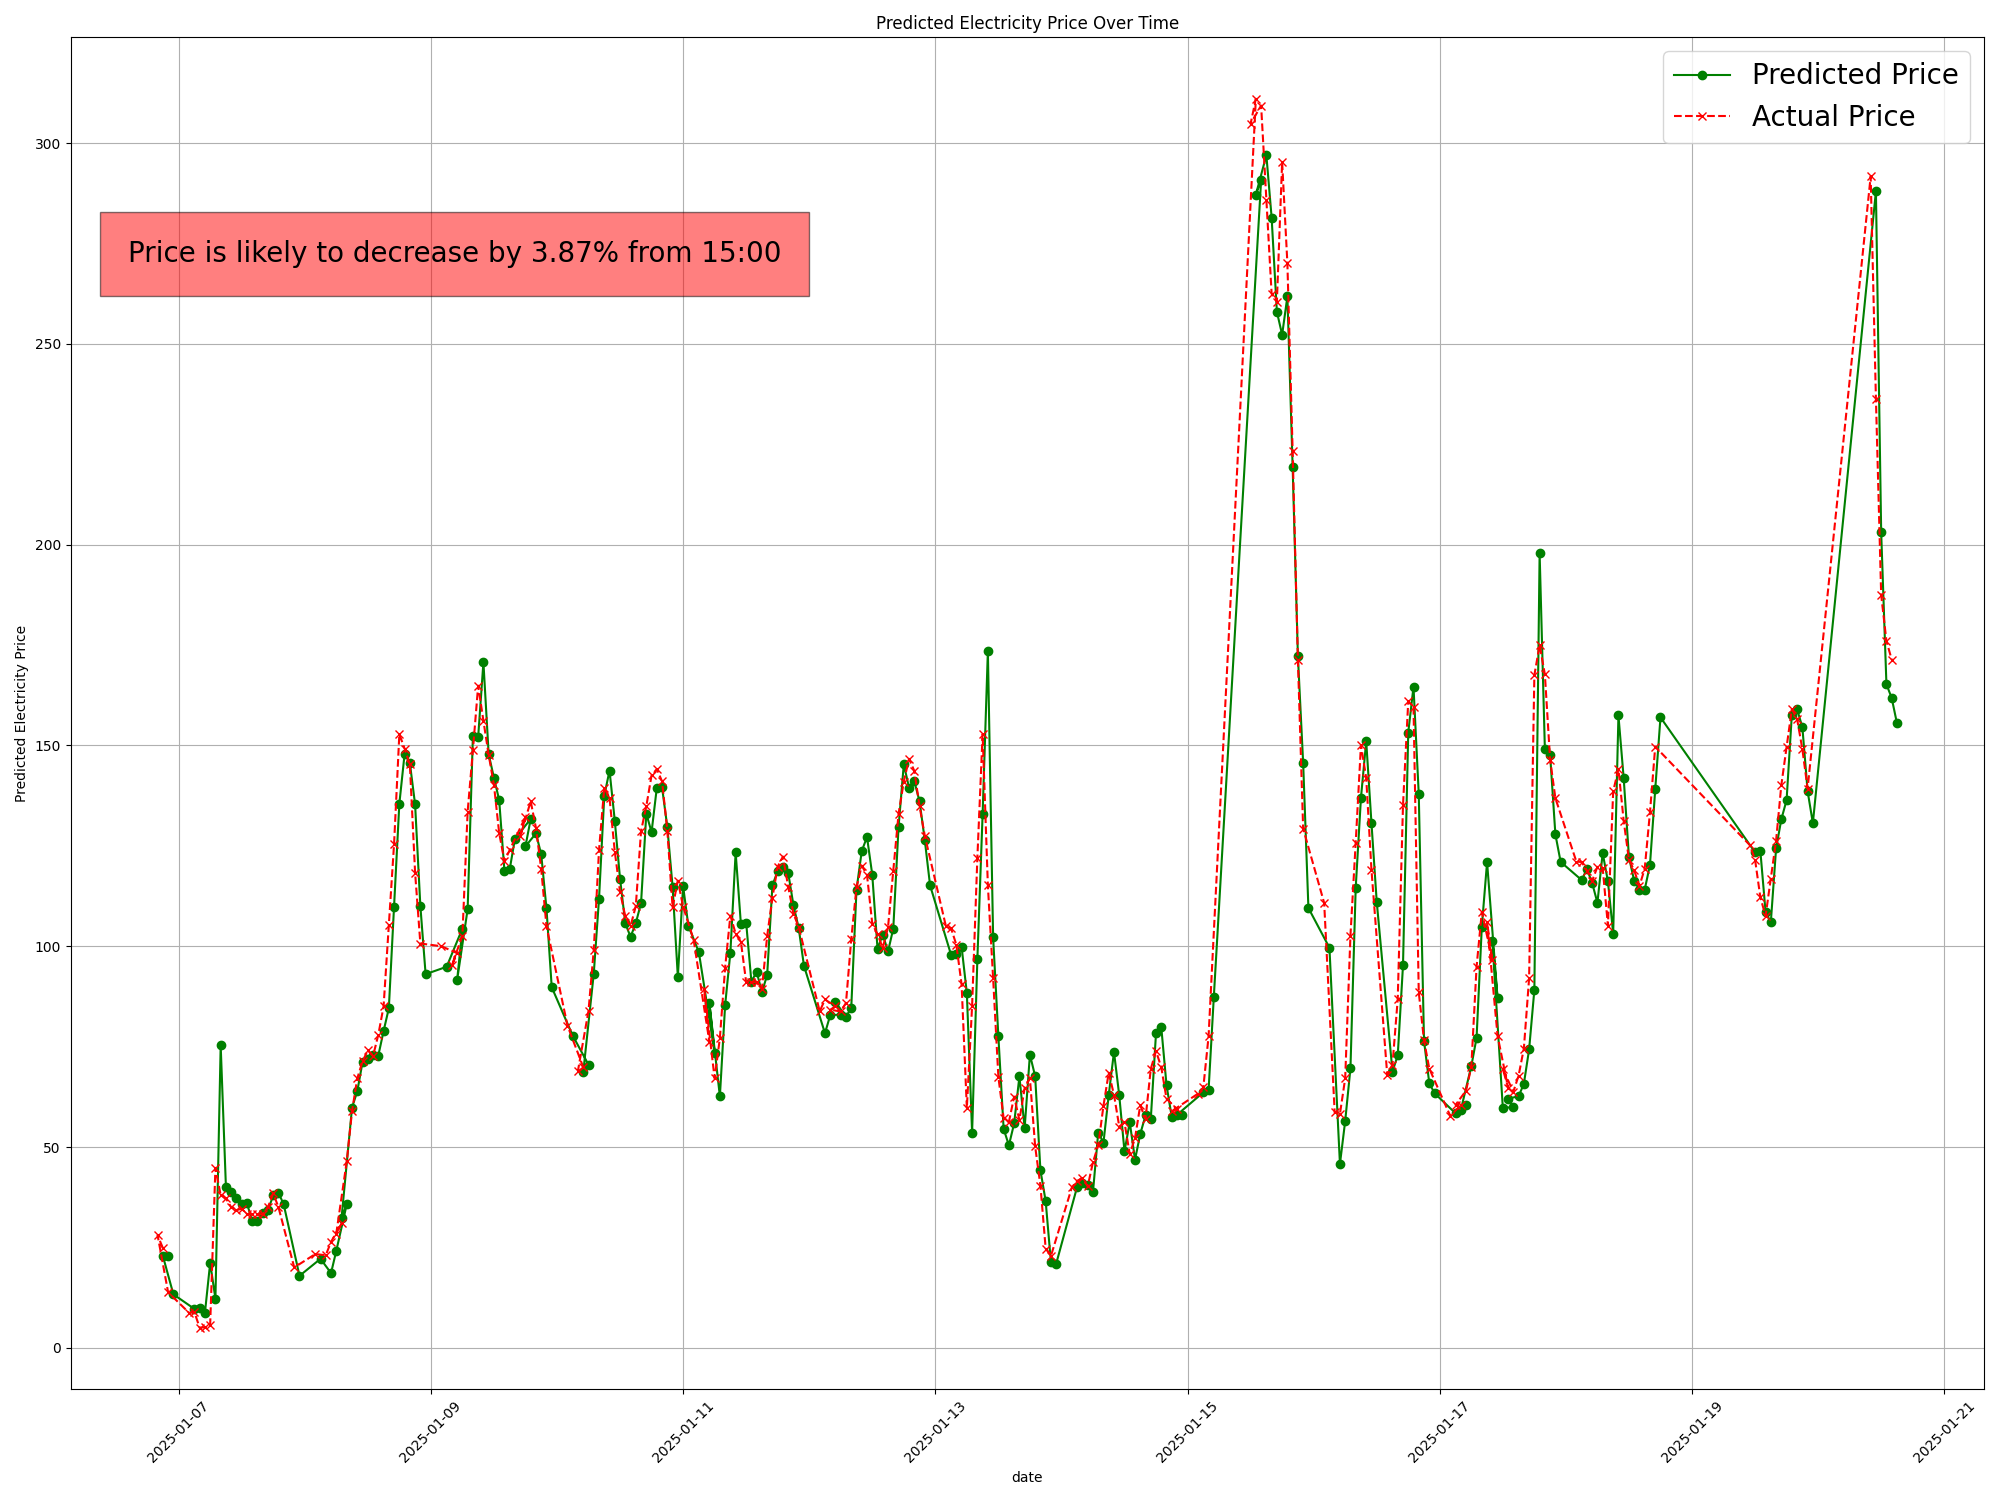 Predicted Electricity Price Over Time
Predicted Price
Actual Price
Price is likely to decrease by 3.87% from 15:00
Predicted Electricity Price
300
250
200
150
100
50
0
2025-01-07
2025-01-09
2025-01-11
2025-01-13
2025-01-15
2025-01-17
2025-01-19
2025-01-21
date